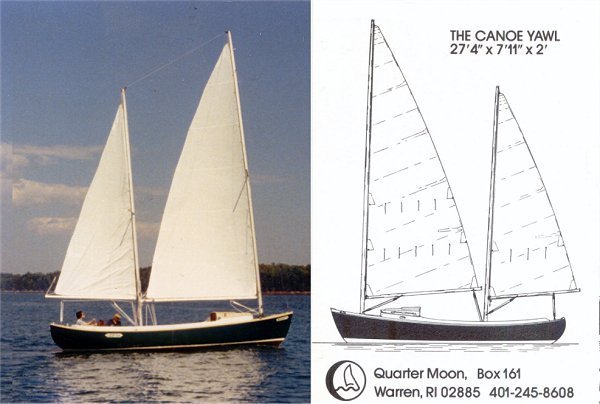 THE CANOE YAWL
27'4" x 7'11" x 2'
Quarter Moon, Box 161
Warren, RI 02885 401-245-8608